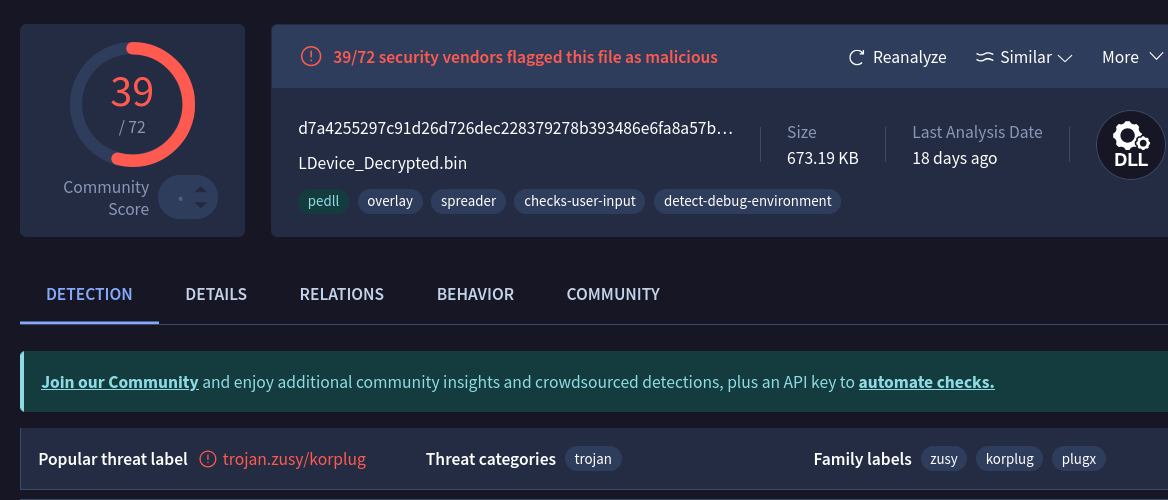 39
/ 72
Community
Score
39/72 security vendors flagged this file as malicious
Reanalyze
Similar
More
d7a4255297c91d26d726dec228379278b393486e6fa8a57b...
LDevice_Decrypted.bin
pedll
overlay
spreader
checks-user-input
detect-debug-environment
Size
673.19 KB
Last Analysis Date
18 days ago
DLL
DETECTION
DETAILS
RELATIONS
BEHAVIOR
COMMUNITY
Join our Community and enjoy additional community insights and crowdsourced detections, plus an API key to automate checks.
Popular threat label
trojan.zusy/korplug
Threat categories
trojan
Family labels
zusy
korplug
plugx